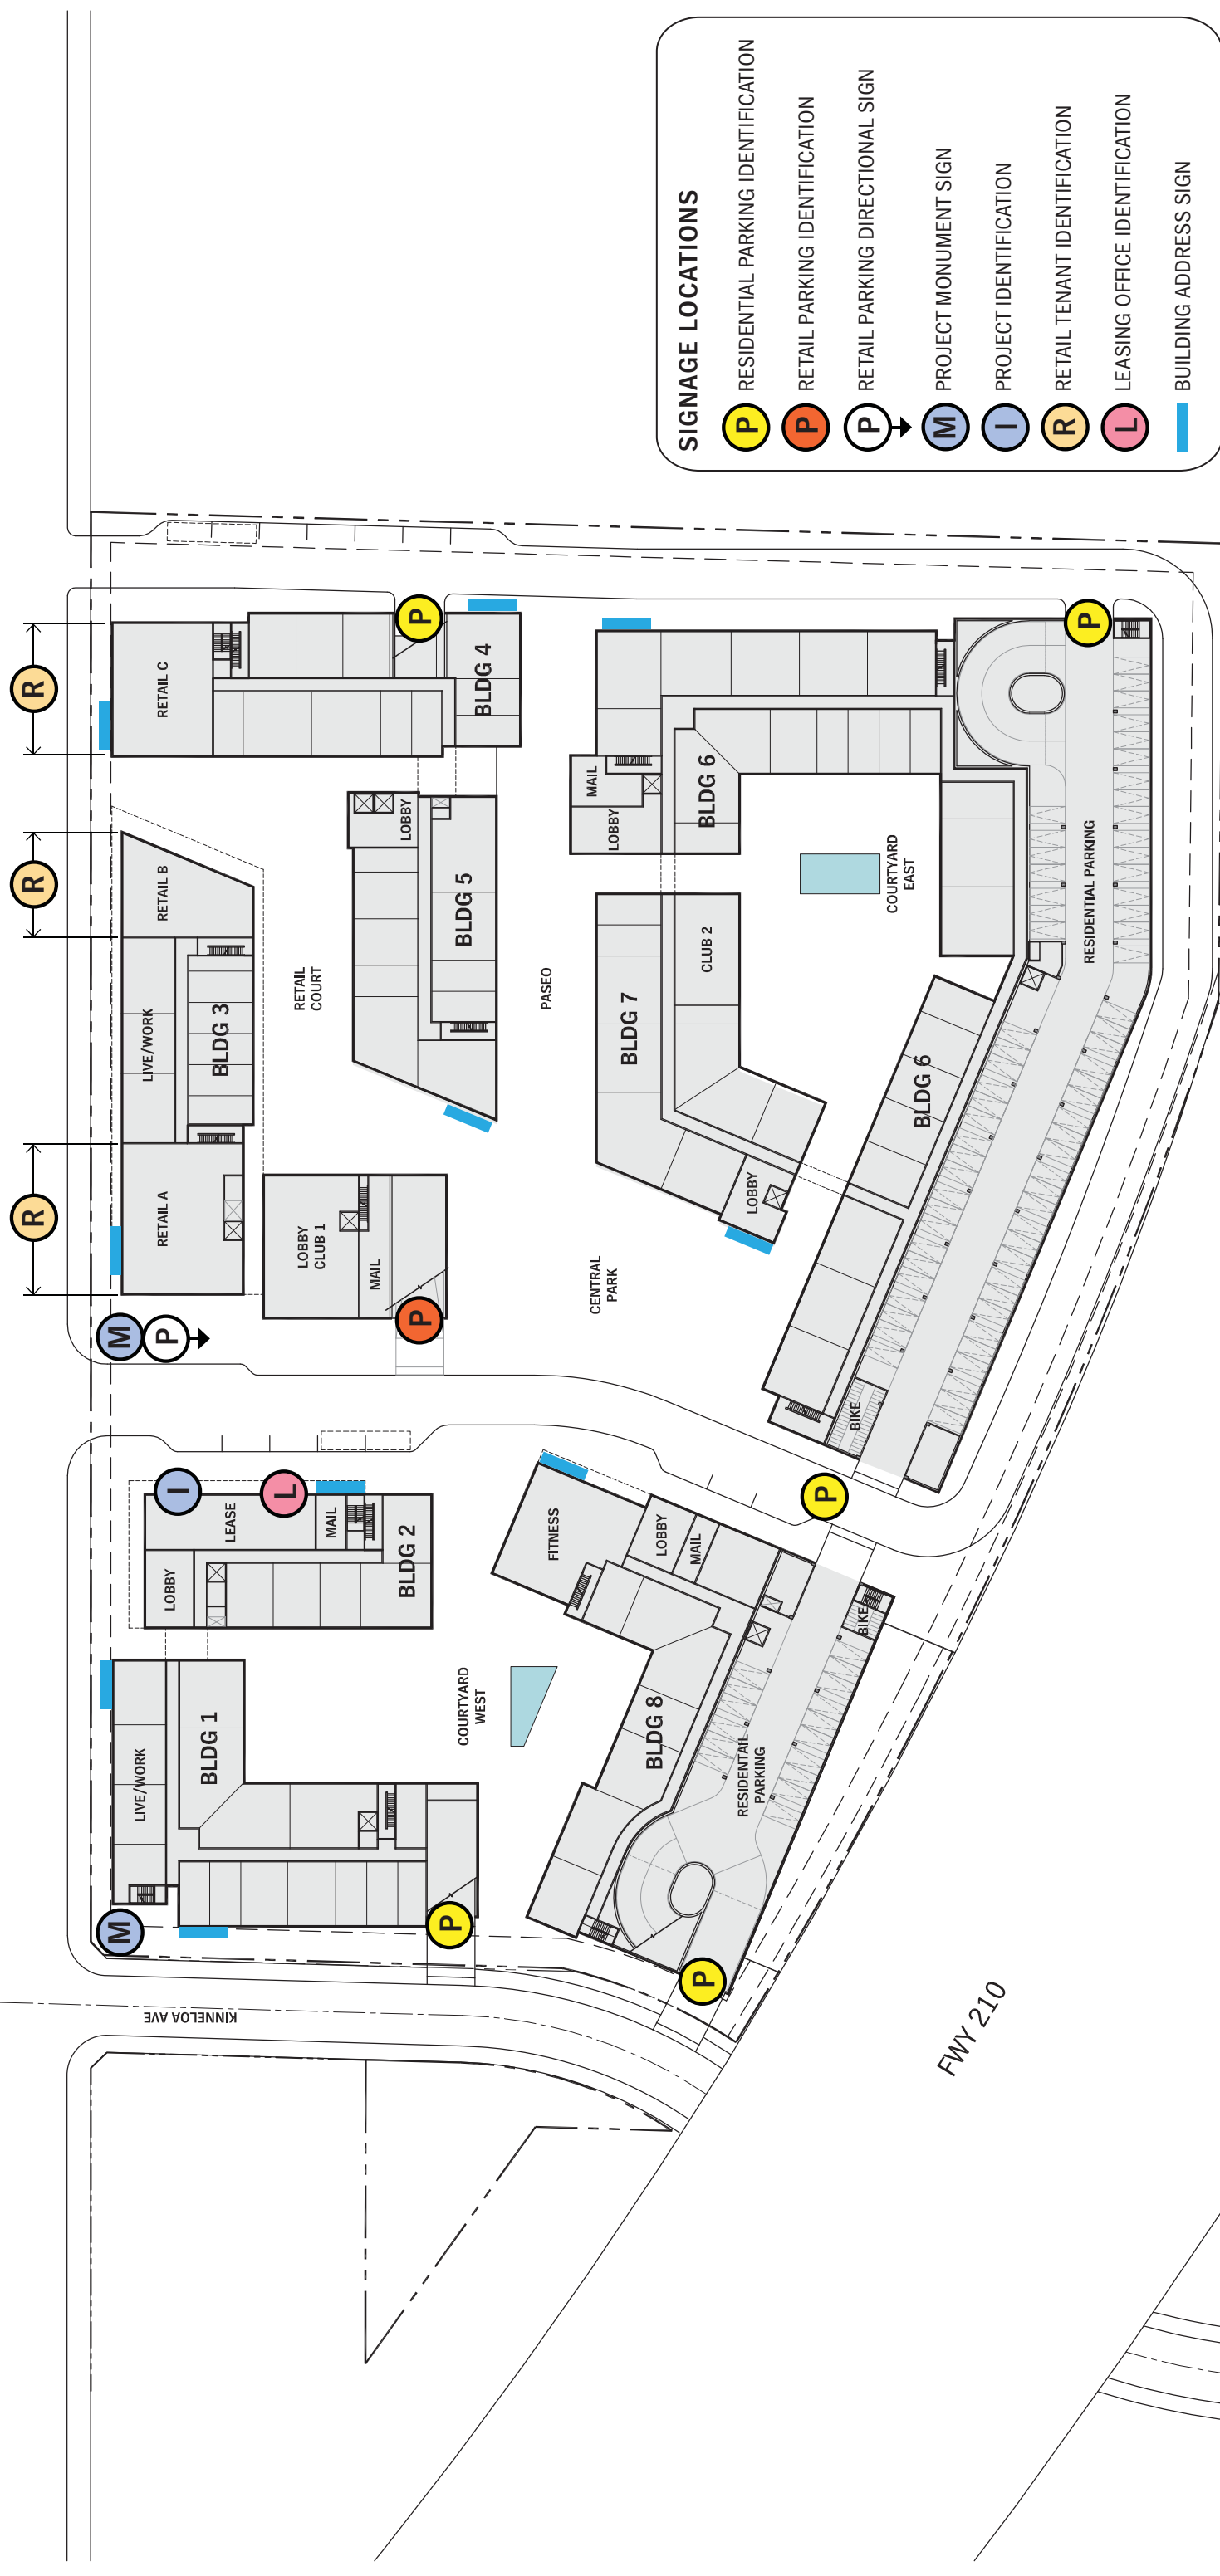 R
R
R
M
P
M
RETAIL A
LIVE/WORK
BLDG 3
RETAIL B
RETAIL C
I
L
LEASE
LOBBY
MAIL
BLDG 2
LIVE/WORK
BLDG 1
KINNELOA AVE
P
LOBBY
CLUB 1
MAIL
P
RETAIL
COURT
LOBBY
BLDG 5
P
BLDG 4
COURTYARD
WEST
FITNESS
LOBBY
MAIL
BLDG 8
RESIDENTAIL
PARKING
BIKE
P
P
CENTRAL
PARK
PASEO
BLDG 7
CLUB 2
LOBBY
MAIL
LOBBY
BLDG 6
COURTYARD
EAST
BLDG 6
BIKE
RESIDENTIAL PARKING
P
FWY 210
SIGNAGE LOCATIONS
P RESIDENTIAL PARKING IDENTIFICATION
P RETAIL PARKING IDENTIFICATION
P RETAIL PARKING DIRECTIONAL SIGN
M PROJECT MONUMENT SIGN
I PROJECT IDENTIFICATION
R RETAIL TENANT IDENTIFICATION
L LEASING OFFICE IDENTIFICATION
BUILDING ADDRESS SIGN